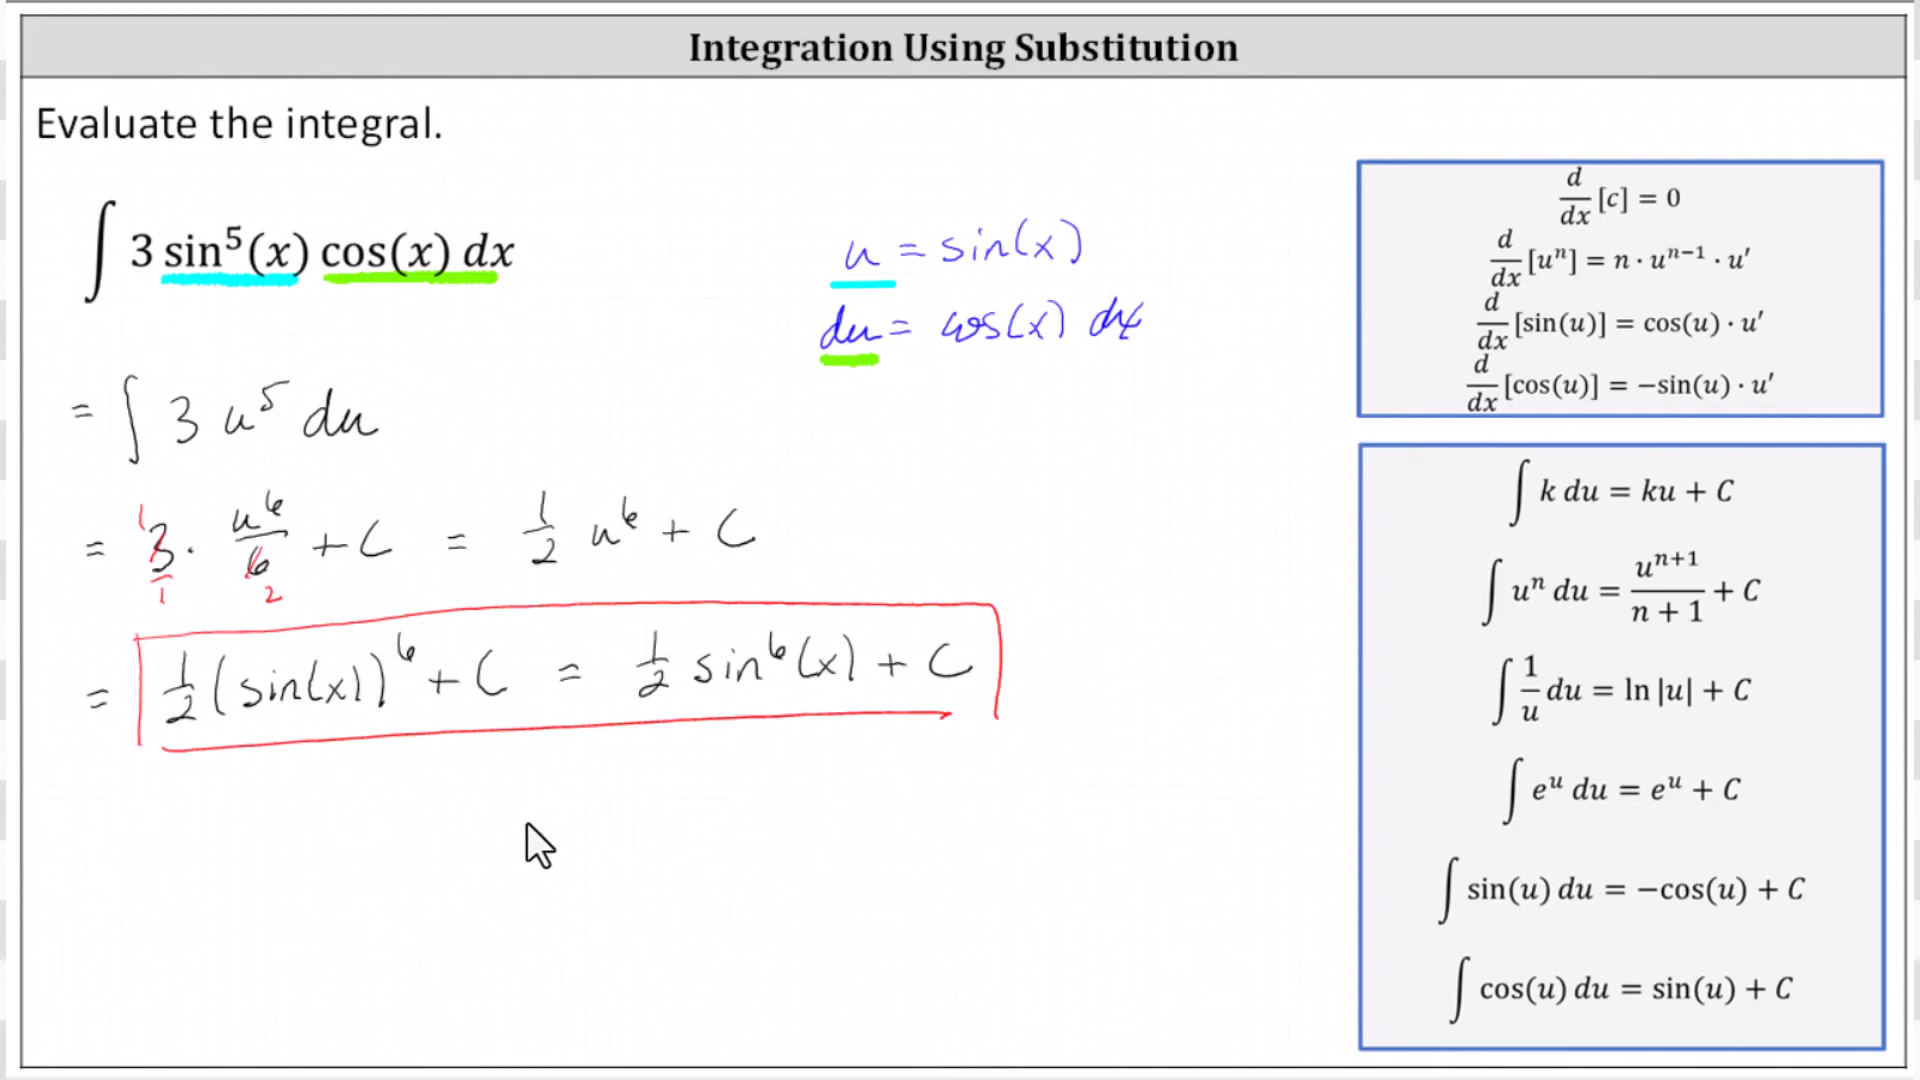 Integration Using Substitution
Evaluate the integral.
∫ 3 sin⁵(x) cos(x) dx
u = sin(x)
du = cos(x) dx
= ∫ 3 u⁵ du
= 3 · u⁶/6 + C = 1/2 u⁶ + C
1
1 2
= 1/2 (sin(x))⁶ + C = 1/2 sin⁶(x) + C
d/dx [c] = 0
d/dx [uⁿ] = n · uⁿ⁻¹ · u′
d/dx [sin(u)] = cos(u) · u′
d/dx [cos(u)] = −sin(u) · u′
∫ k du = ku + C
∫ uⁿ du = uⁿ⁺¹/(n + 1) + C
∫ 1/u du = ln |u| + C
∫ eᵘ du = eᵘ + C
∫ sin(u) du = −cos(u) + C
∫ cos(u) du = sin(u) + C